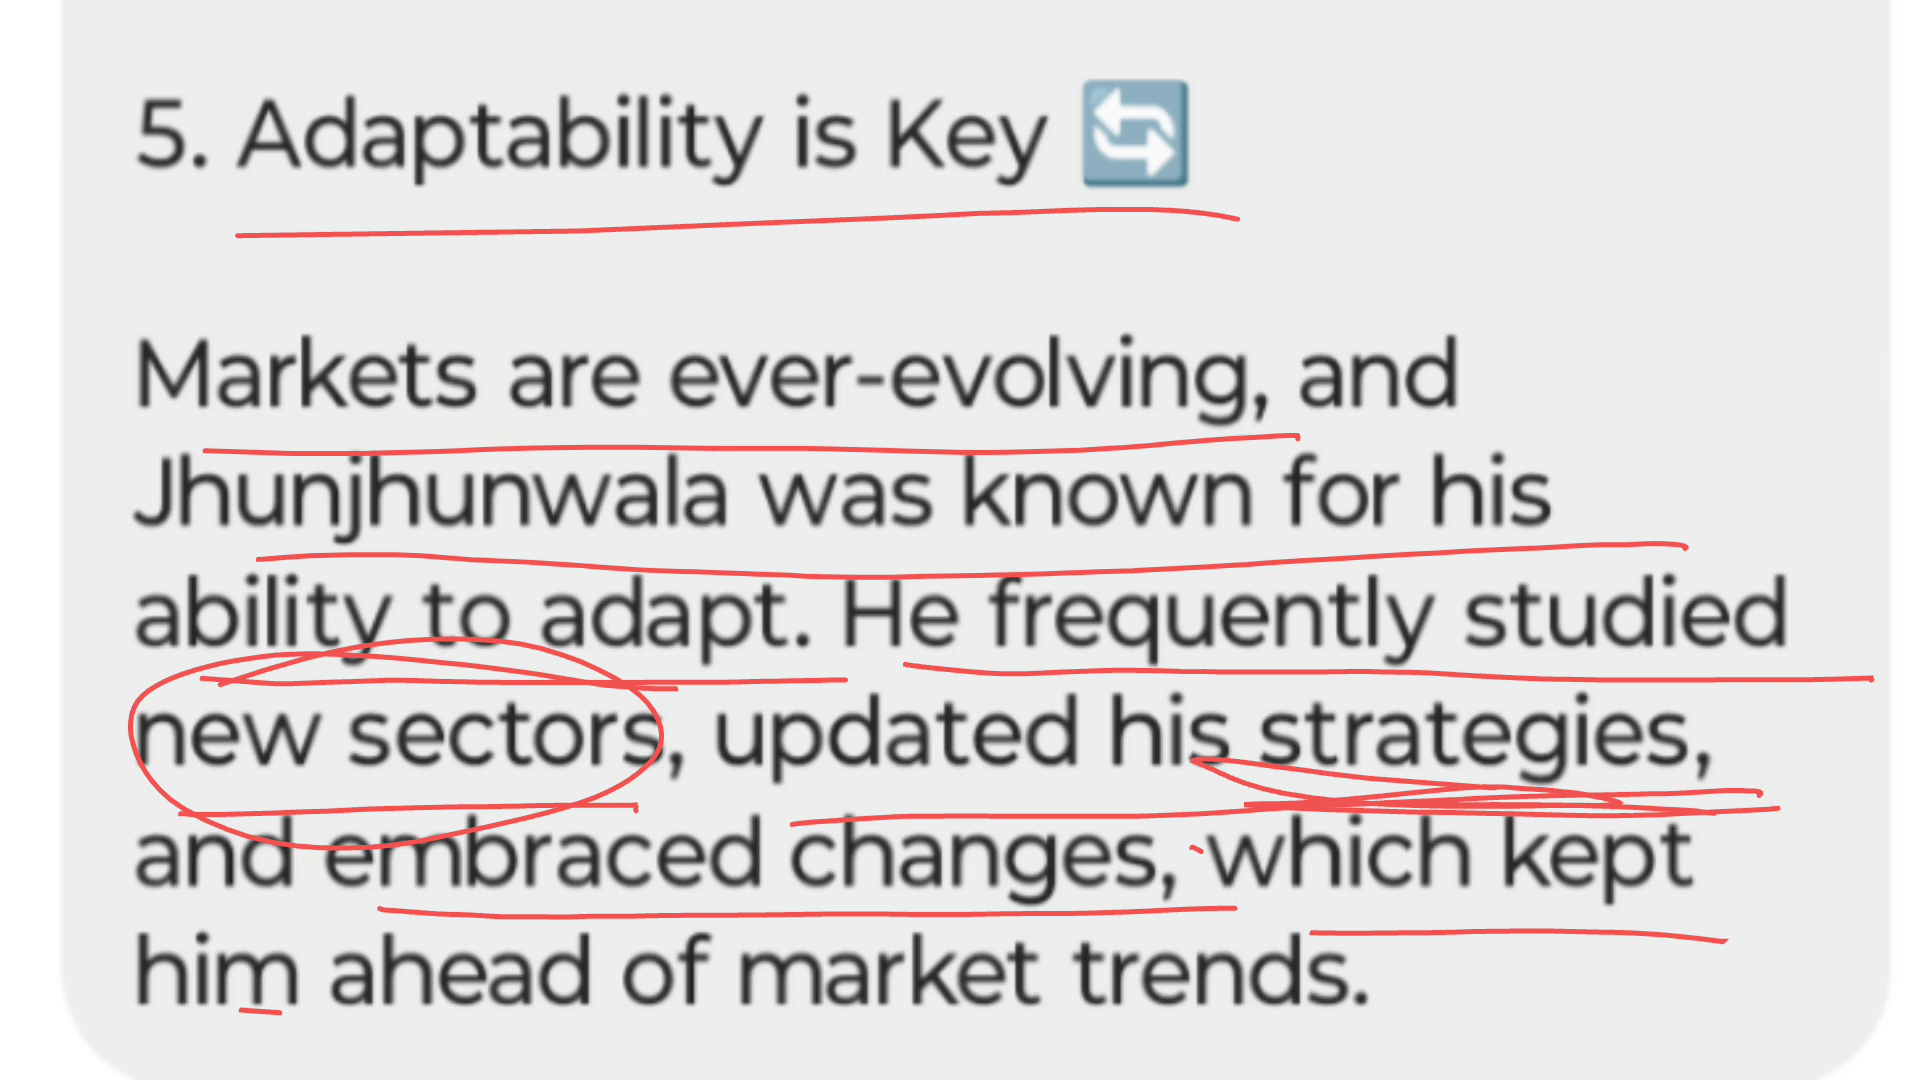 5. Adaptability is Key 🔄
Markets are ever-evolving, and
Jhunjhunwala was known for his
ability to adapt. He frequently studied
new sectors, updated his strategies,
and embraced changes, which kept
him ahead of market trends.